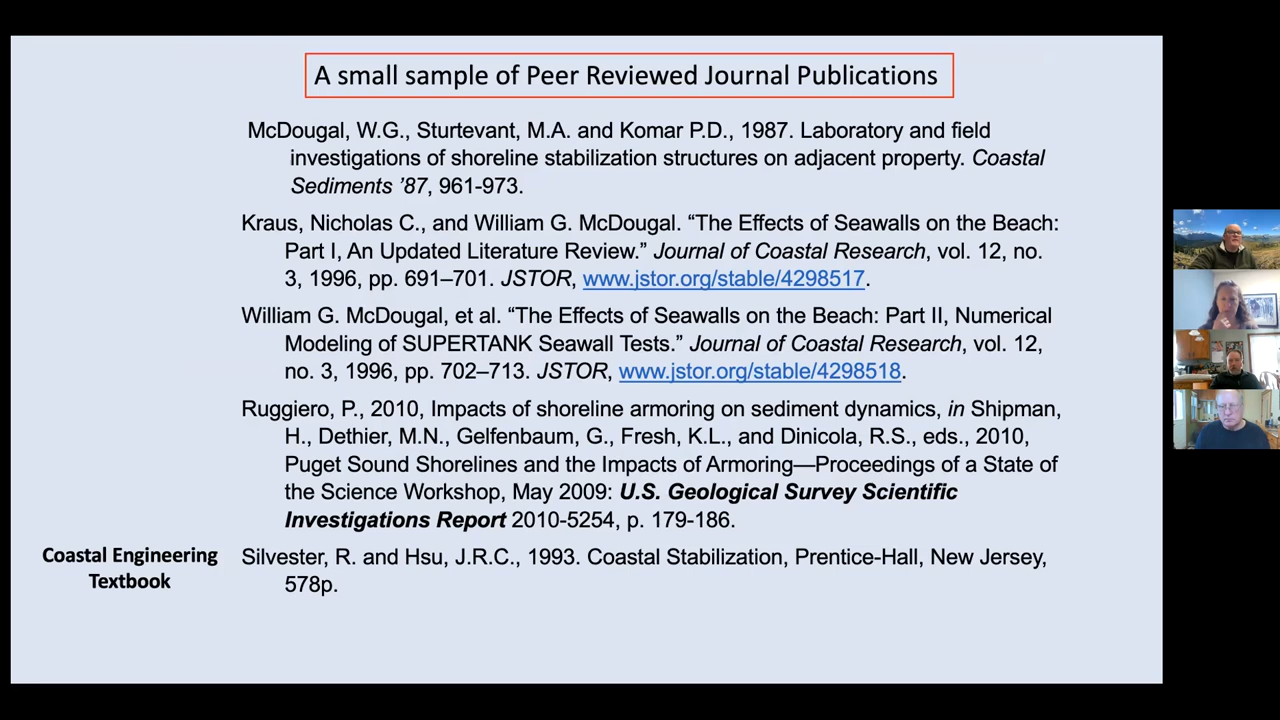 A small sample of Peer Reviewed Journal Publications
McDougal, W.G., Sturtevant, M.A. and Komar P.D., 1987. Laboratory and field
investigations of shoreline stabilization structures on adjacent property. Coastal
Sediments ’87, 961-973.
Kraus, Nicholas C., and William G. McDougal. “The Effects of Seawalls on the Beach:
Part I, An Updated Literature Review.” Journal of Coastal Research, vol. 12, no.
3, 1996, pp. 691–701. JSTOR, www.jstor.org/stable/4298517.
William G. McDougal, et al. “The Effects of Seawalls on the Beach: Part II, Numerical
Modeling of SUPERTANK Seawall Tests.” Journal of Coastal Research, vol. 12,
no. 3, 1996, pp. 702–713. JSTOR, www.jstor.org/stable/4298518.
Ruggiero, P., 2010, Impacts of shoreline armoring on sediment dynamics, in Shipman,
H., Dethier, M.N., Gelfenbaum, G., Fresh, K.L., and Dinicola, R.S., eds., 2010,
Puget Sound Shorelines and the Impacts of Armoring—Proceedings of a State of
the Science Workshop, May 2009: U.S. Geological Survey Scientific
Investigations Report 2010-5254, p. 179-186.
Coastal Engineering
Textbook
Silvester, R. and Hsu, J.R.C., 1993. Coastal Stabilization, Prentice-Hall, New Jersey,
578p.